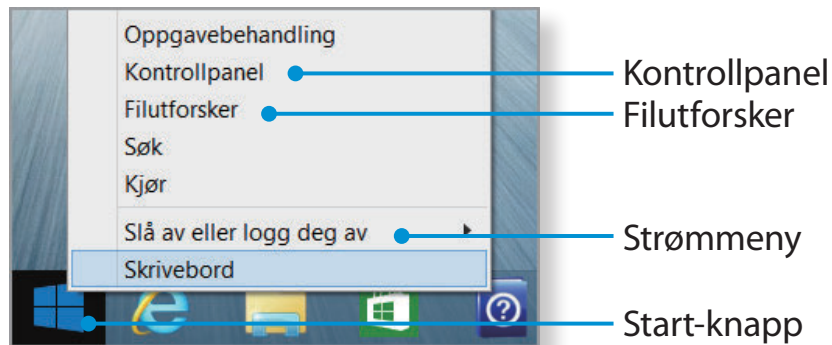 Oppgavebehandling
Kontrollpanel
Filutforsker
Søk
Kjør
Slå av eller logg deg av
Skrivebord
Kontrollpanel
Filutforsker
Strømmeny
Start-knapp
?